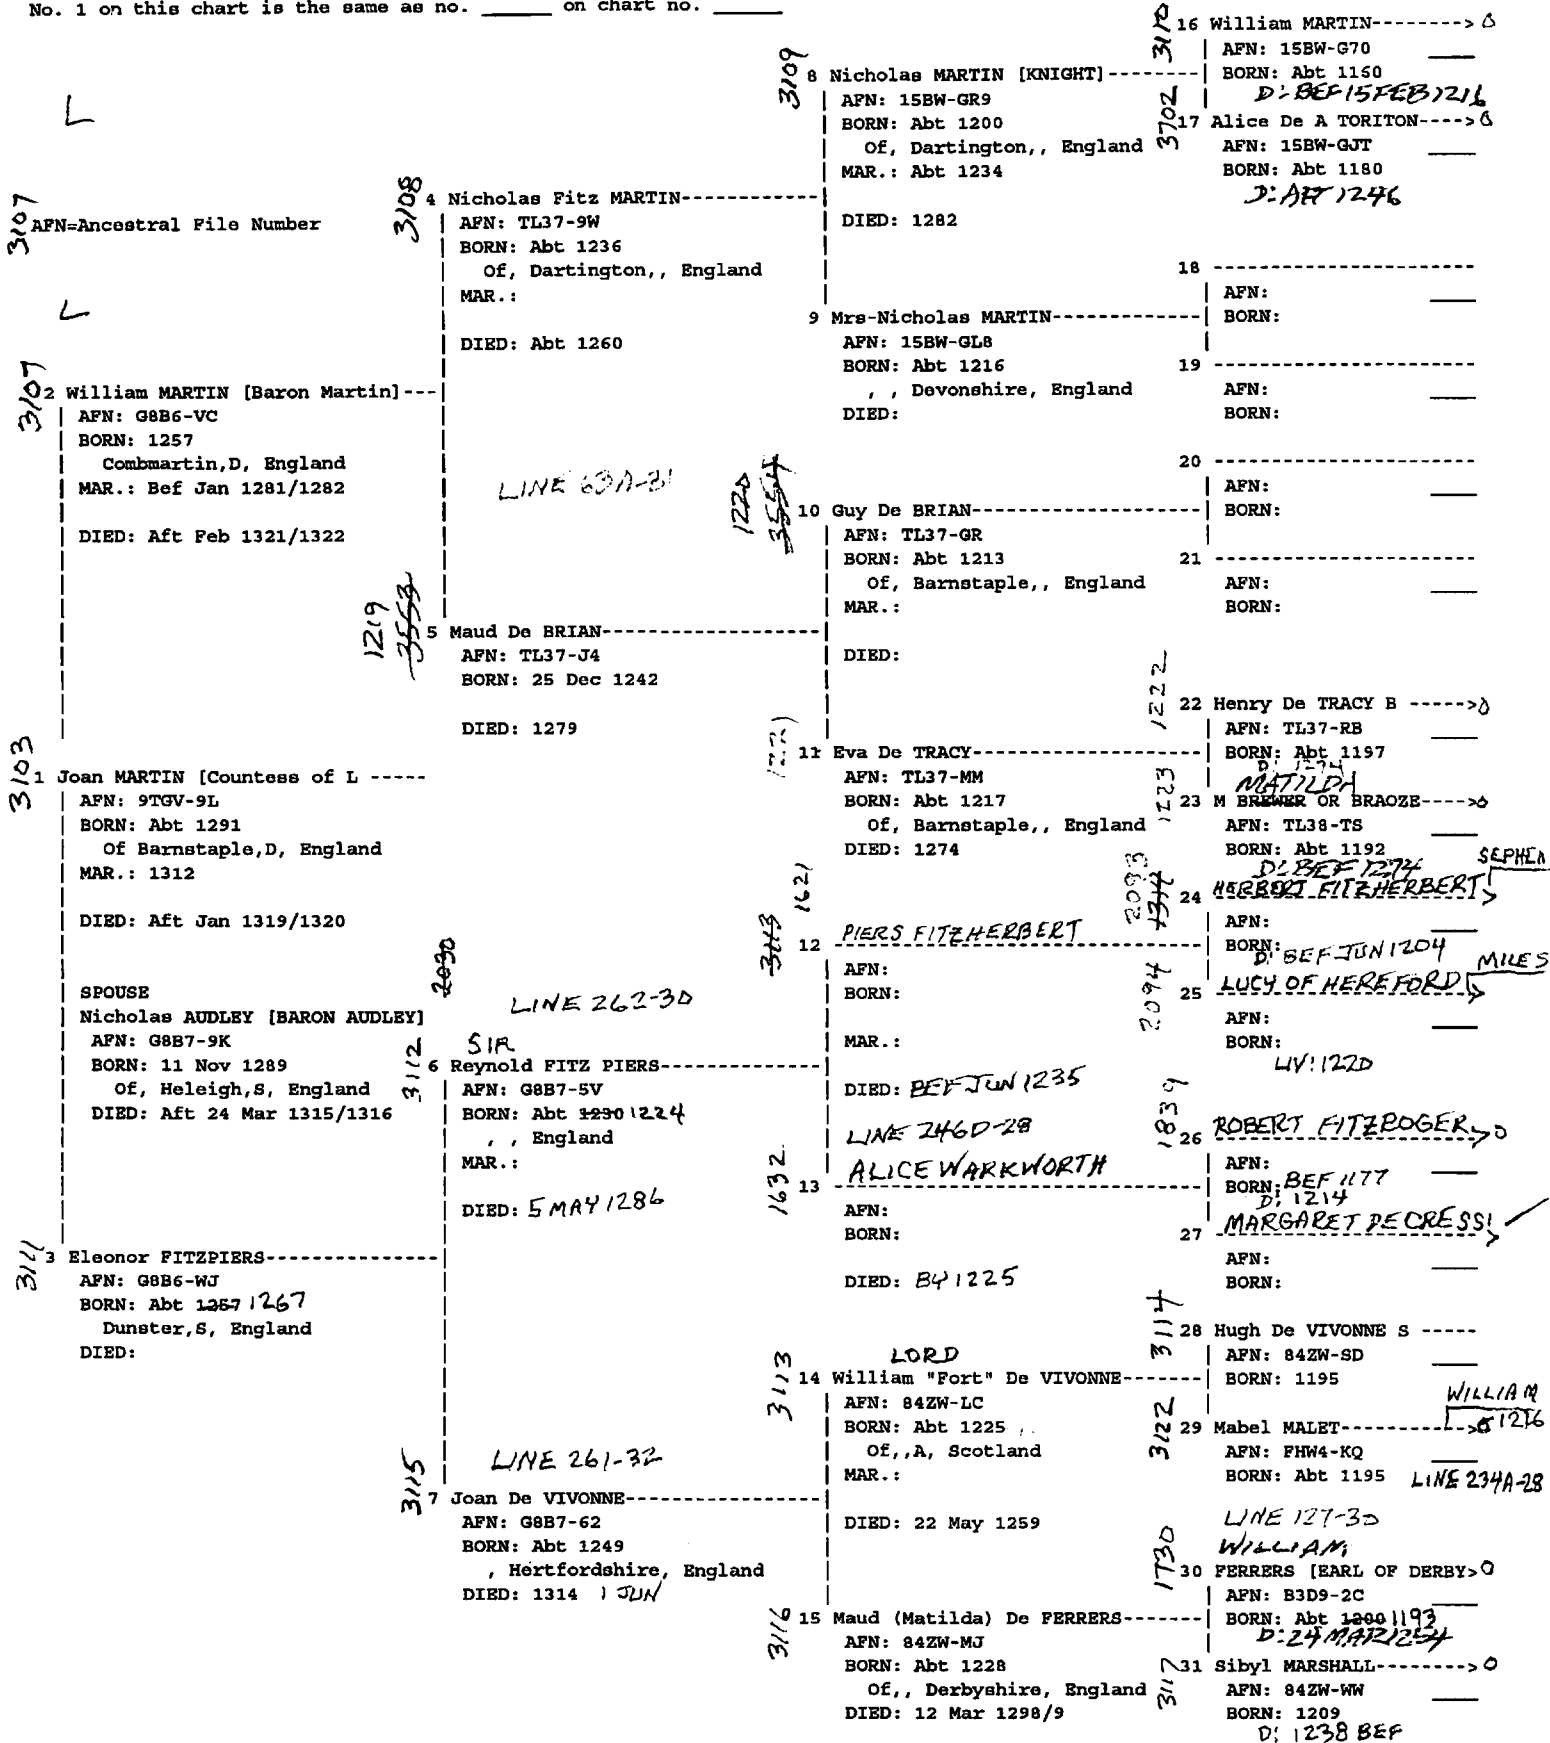 No. 1 on this chart is the same as no. ______ on chart no. ______
3110
16 William MARTIN--------> 
AFN: 15BW-G70
BORN: Abt 1160
D: BEF 15 FEB 1216
3702
17 Alice De A TORITON---->
AFN: 15BW-GJT
BORN: Abt 1180
D: AFT 1246
3109
8 Nicholas MARTIN [KNIGHT]--------
AFN: 15BW-GR9
BORN: Abt 1200
Of, Dartington,, England
MAR.: Abt 1234
DIED: 1282
L
3107
AFN=Ancestral File Number
L
3108
4 Nicholas Fitz MARTIN------------
AFN: TL37-9W
BORN: Abt 1236
Of, Dartington,, England
MAR.:
DIED: Abt 1260
18 ----------------------
AFN:
BORN:
9 Mrs-Nicholas MARTIN------------
AFN: 15BW-GL8
BORN: Abt 1216
, , Devonshire, England
DIED:
19 ----------------------
AFN:
BORN:
3107
2 William MARTIN [Baron Martin]---
AFN: G8B6-VC
BORN: 1257
Combmartin,D, England
MAR.: Bef Jan 1281/1282
DIED: Aft Feb 1321/1322
LINE 63A-31
20 ----------------------
AFN:
BORN:
1220
3554
10 Guy De BRIAN-------------------
AFN: TL37-GR
BORN: Abt 1213
Of, Barnstaple,, England
MAR.:
DIED:
21 ----------------------
AFN:
BORN:
1219
3553
5 Maud De BRIAN------------------
AFN: TL37-J4
BORN: 25 Dec 1242
DIED: 1279
1222
22 Henry De TRACY B ----->
AFN: TL37-RB
BORN: Abt 1197
D: 1274
1221
11 Eva De TRACY-------------------
AFN: TL37-MM
BORN: Abt 1217
Of, Barnstaple,, England
DIED: 1274
1223
MATILDA
23 M BREWER OR BRAOZE---->
AFN: TL38-TS
BORN: Abt 1192
D: BEF 1274
3103
1 Joan MARTIN [Countess of L -----
AFN: 9TGV-9L
BORN: Abt 1291
Of Barnstaple,D, England
MAR.: 1312
DIED: Aft Jan 1319/1320
SPOUSE
Nicholas AUDLEY [BARON AUDLEY]
AFN: G8B7-9K
BORN: 11 Nov 1289
Of, Heleigh,S, England
DIED: Aft 24 Mar 1315/1316
SEPHEN
2093
1314
24 HERBERT FITZHERBERT
AFN:
BORN:
D: BEF JUN 1204
1621
3113
12 PIERS FITZHERBERT
AFN:
BORN:
MAR.:
DIED: BEF JUN 1235
MILES
2094
25 LUCY OF HEREFORD
AFN:
BORN:
LIV: 1220
2030
LINE 262-30
3112
SIR
6 Reynold FITZ PIERS--------------
AFN: G8B7-5V
BORN: Abt 1230 1224
, , England
MAR.:
DIED: 5 MAY 1286
1839
26 ROBERT FITZROGER
AFN:
BORN: BEF 1177
D: 1214
LINE 246D-28
1632
13 ALICE WARKWORTH
AFN:
BORN:
DIED: BY 1225
27 MARGARET DE CRESSI
AFN:
BORN:
3111
3 Eleonor FITZPIERS---------------
AFN: G8B6-WJ
BORN: Abt 1257 1267
Dunster,S, England
DIED:
3114
28 Hugh De VIVONNE S -----
AFN: 84ZW-SD
BORN: 1195
3113
LORD
14 William "Fort" De VIVONNE-------
AFN: 84ZW-LC
BORN: Abt 1225
Of,,A, Scotland
MAR.:
DIED: 22 May 1259
WILLIAM
1216
3122
29 Mabel MALET----------->
AFN: FHW4-KQ
BORN: Abt 1195
LINE 234A-28
LINE 261-32
3115
7 Joan De VIVONNE-----------------
AFN: G8B7-62
BORN: Abt 1249
, Hertfordshire, England
DIED: 1314 1 JUN
LINE 127-30
1730
WILLIAM
30 FERRERS [EARL OF DERBY>
AFN: B3D9-2C
BORN: Abt 1200 1193
D: 24 MAR 1254
3116
15 Maud (Matilda) De FERRERS-------
AFN: 84ZW-MJ
BORN: Abt 1228
Of,, Derbyshire, England
DIED: 12 Mar 1298/9
3117
31 Sibyl MARSHALL-------->
AFN: 84ZW-WW
BORN: 1209
D: 1238 BEF